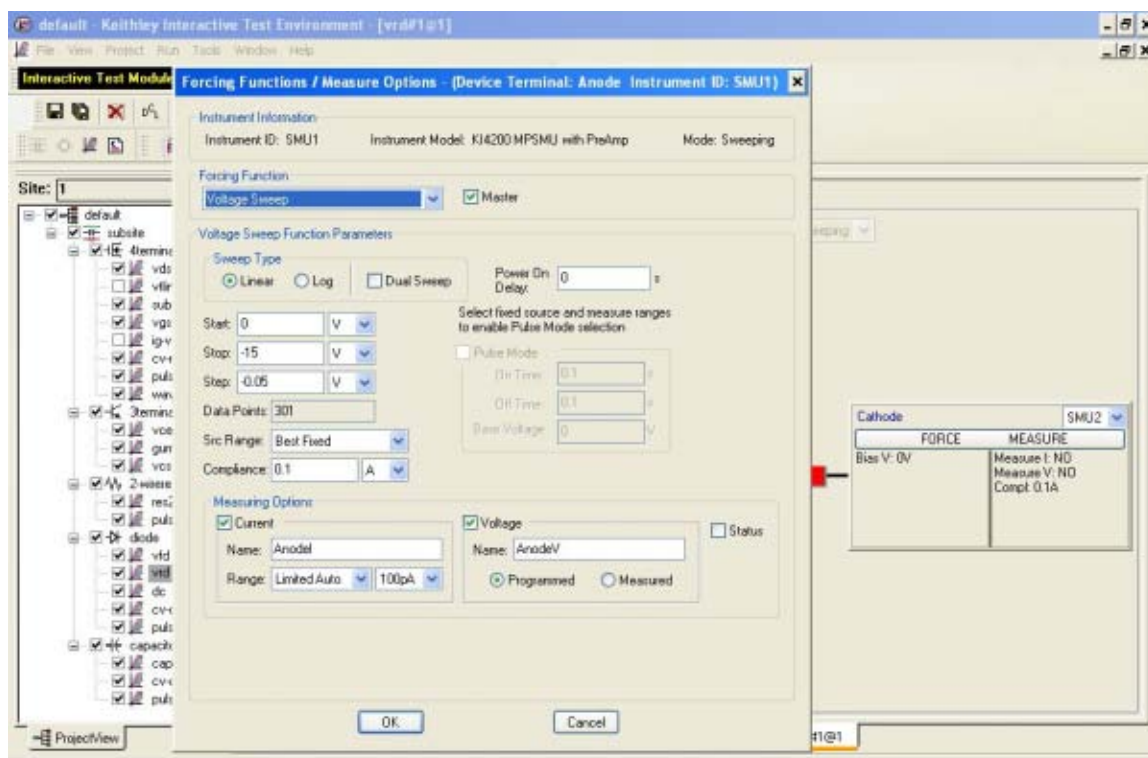 default - Keithley Interactive Test Environment - [vrd#1@1]
File View Project Run Tools Window Help
Interactive Test Module
Forcing Functions / Measure Options - (Device Terminal: Anode Instrument ID: SMU1)
Instrument Information
Instrument ID: SMU1 Instrument Model: KI4200 MPSMU with PreAmp Mode: Sweeping
Forcing Function
Voltage Sweep Master
Voltage Sweep Function Parameters
Sweep Type
Linear Log Dual Sweep
Power On Delay: 0 s
Select fixed source and measure ranges
to enable Pulse Mode selection
Start: 0 V
Stop: -15 V
Step: -0.05 V
Data Points: 301
Src Range: Best Fixed
Compliance: 0.1 A
Pulse Mode
On Time: 0.1 s
Off Time: 0.1 s
Base Voltage: 0 V
Measuring Options
Current
Name: AnodeI
Range: Limited Auto 100pA
Voltage
Name: AnodeV
Programmed Measured
Status
OK Cancel
Site: 1
default
subsite
4termina
vds
sub
vgs
ig-v
puls
3termina
vce
gum
2-wire
puls
diode
vfd
vrd
dc
puls
capacito
cap
puls
ProjectView
Cathode SMU2
FORCE MEASURE
Bias V: 0V
Measure I: NO
Measure V: NO
Compl: 0.1A
#1@1